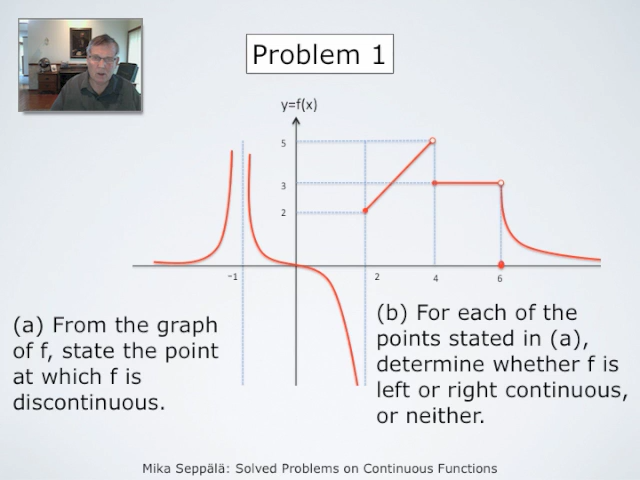 Problem 1
y=f(x)
5
3
2
−1
2
4
6
(a) From the graph
of f, state the point
at which f is
discontinuous.
(b) For each of the
points stated in (a),
determine whether f is
left or right continuous,
or neither.
Mika Seppälä: Solved Problems on Continuous Functions